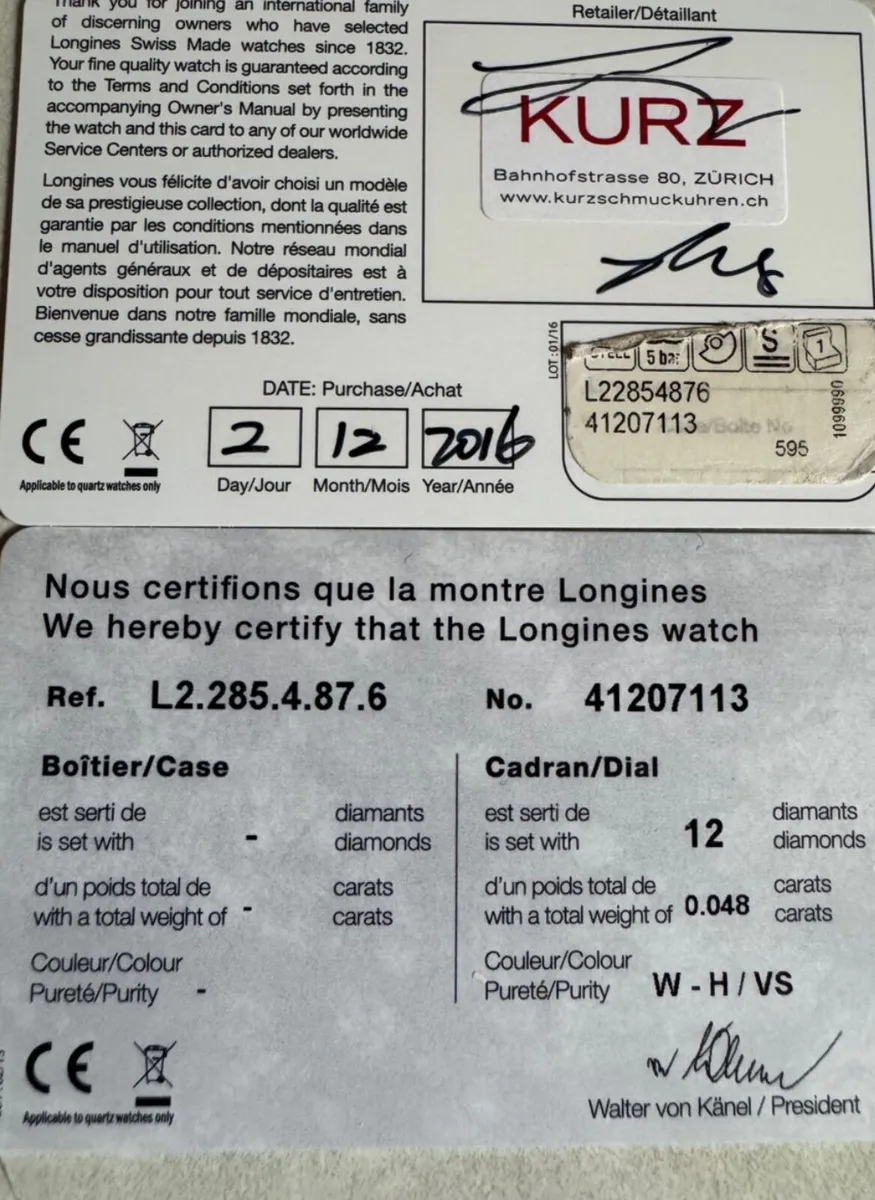 Thank you for joining an international family
of discerning owners who have selected
Longines Swiss Made watches since 1832.
Your fine quality watch is guaranteed according
to the Terms and Conditions set forth in the
accompanying Owner's Manual by presenting
the watch and this card to any of our worldwide
Service Centers or authorized dealers.
Longines vous félicite d'avoir choisi un modèle
de sa prestigieuse collection, dont la qualité est
garantie par les conditions mentionnées dans
le manuel d'utilisation. Notre réseau mondial
d'agents généraux et de dépositaires est à
votre disposition pour tout service d'entretien.
Bienvenue dans notre famille mondiale, sans
cesse grandissante depuis 1832.
Retailer/Détaillant
KURZ
Bahnhofstrasse 80, ZÜRICH
www.kurzschmuckuhren.ch
LOT:01/16
5 bar
S
1
L22854876
41207113
/Boîte No
595
1099990
DATE: Purchase/Achat
2 12 2016
Day/Jour Month/Mois Year/Année
CE
Applicable to quartz watches only
Nous certifions que la montre Longines
We hereby certify that the Longines watch
Ref. L2.285.4.87.6 No. 41207113
Boîtier/Case
est serti de diamants
is set with - diamonds
d'un poids total de carats
with a total weight of - carats
Couleur/Colour
Pureté/Purity -
Cadran/Dial
est serti de diamants
is set with 12 diamonds
d'un poids total de carats
with a total weight of 0.048 carats
Couleur/Colour
Pureté/Purity W - H / VS
CE
Applicable to quartz watches only
Walter von Känel / President